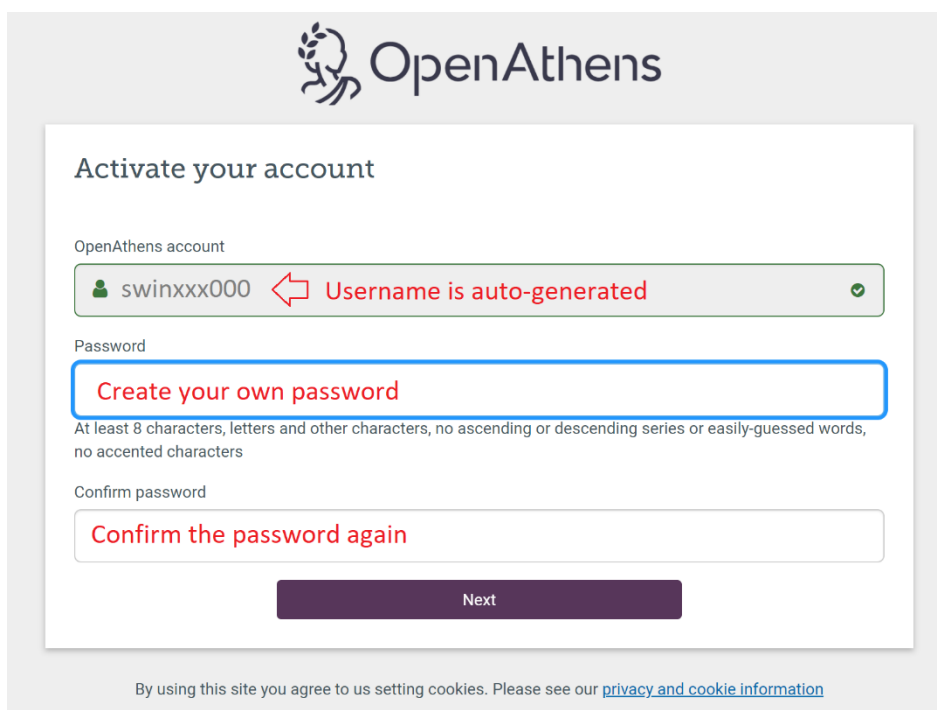 OpenAthens
Activate your account
OpenAthens account
swinxxx000 Username is auto-generated
Password
Create your own password
At least 8 characters, letters and other characters, no ascending or descending series or easily-guessed words,
no accented characters
Confirm password
Confirm the password again
Next
By using this site you agree to us setting cookies. Please see our privacy and cookie information